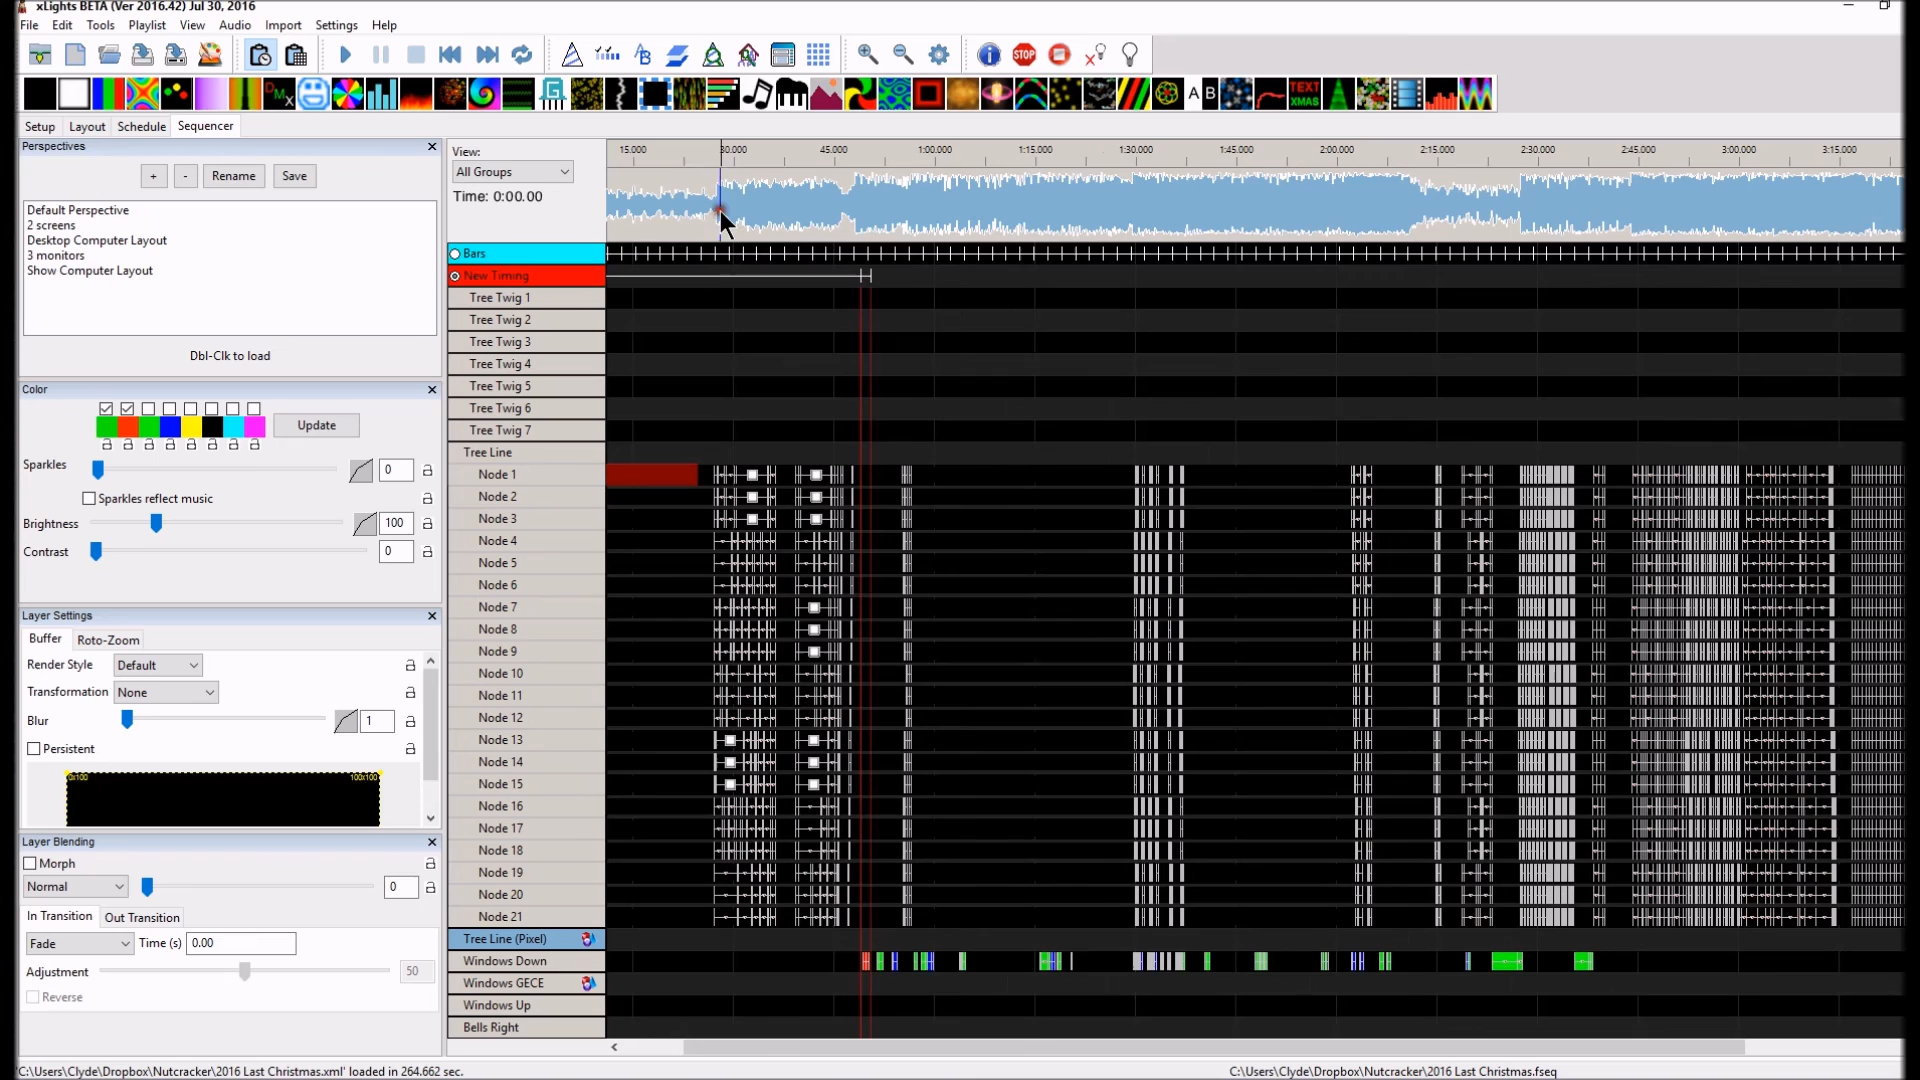 xLights BETA (Ver 2016.42) Jul 30, 2016
File Edit Tools Playlist View Audio Import Settings Help
DMX
A B
TEXT XMAS
STOP
Setup Layout Schedule Sequencer
Perspectives
+ - Rename Save
Default Perspective
2 screens
Desktop Computer Layout
3 monitors
Show Computer Layout
Dbl-Clk to load
Color
Update
Sparkles 0
Sparkles reflect music
Brightness 100
Contrast 0
Layer Settings
Buffer Roto-Zoom
Render Style Default
Transformation None
Blur 1
Persistent
0x100 100x100
Layer Blending
Morph
Normal 0
In Transition Out Transition
Fade Time (s) 0.00
Adjustment 50
Reverse
View:
All Groups
Time: 0:00.00
15.000 30.000 45.000 1:00.000 1:15.000 1:30.000 1:45.000 2:00.000 2:15.000 2:30.000 2:45.000 3:00.000 3:15.000
Bars
New Timing
Tree Twig 1
Tree Twig 2
Tree Twig 3
Tree Twig 4
Tree Twig 5
Tree Twig 6
Tree Twig 7
Tree Line
Node 1
Node 2
Node 3
Node 4
Node 5
Node 6
Node 7
Node 8
Node 9
Node 10
Node 11
Node 12
Node 13
Node 14
Node 15
Node 16
Node 17
Node 18
Node 19
Node 20
Node 21
Tree Line (Pixel)
Windows Down
Windows GECE
Windows Up
Bells Right
'C:\Users\Clyde\Dropbox\Nutcracker\2016 Last Christmas.xml' loaded in 264.662 sec.
C:\Users\Clyde\Dropbox\Nutcracker\2016 Last Christmas.fseq